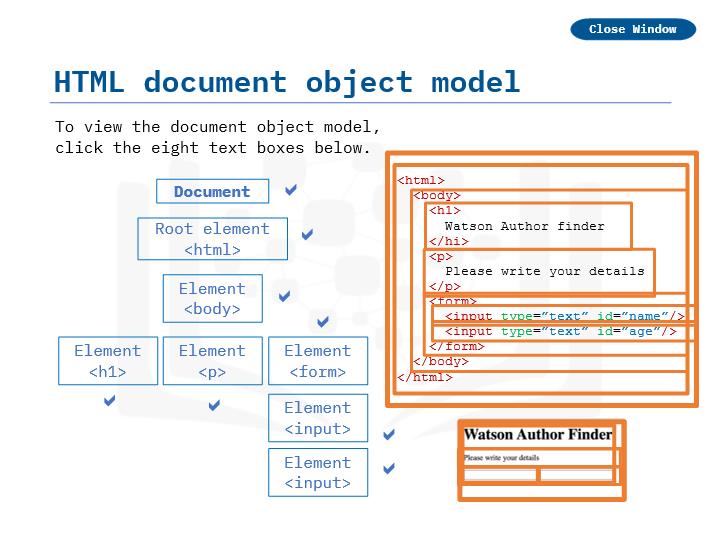 Close Window
HTML document object model
To view the document object model,
click the eight text boxes below.
Document
Root element
<html>
Element
<body>
Element
<h1>
Element
<p>
Element
<form>
Element
<input>
Element
<input>
<html>
<body>
<h1>
Watson Author finder
</hi>
<p>
Please write your details
</p>
<form>
<input type=”text” id=”name”/>
<input type=”text” id=”age”/>
</form>
</body>
</html>
Watson Author Finder
Please write your details